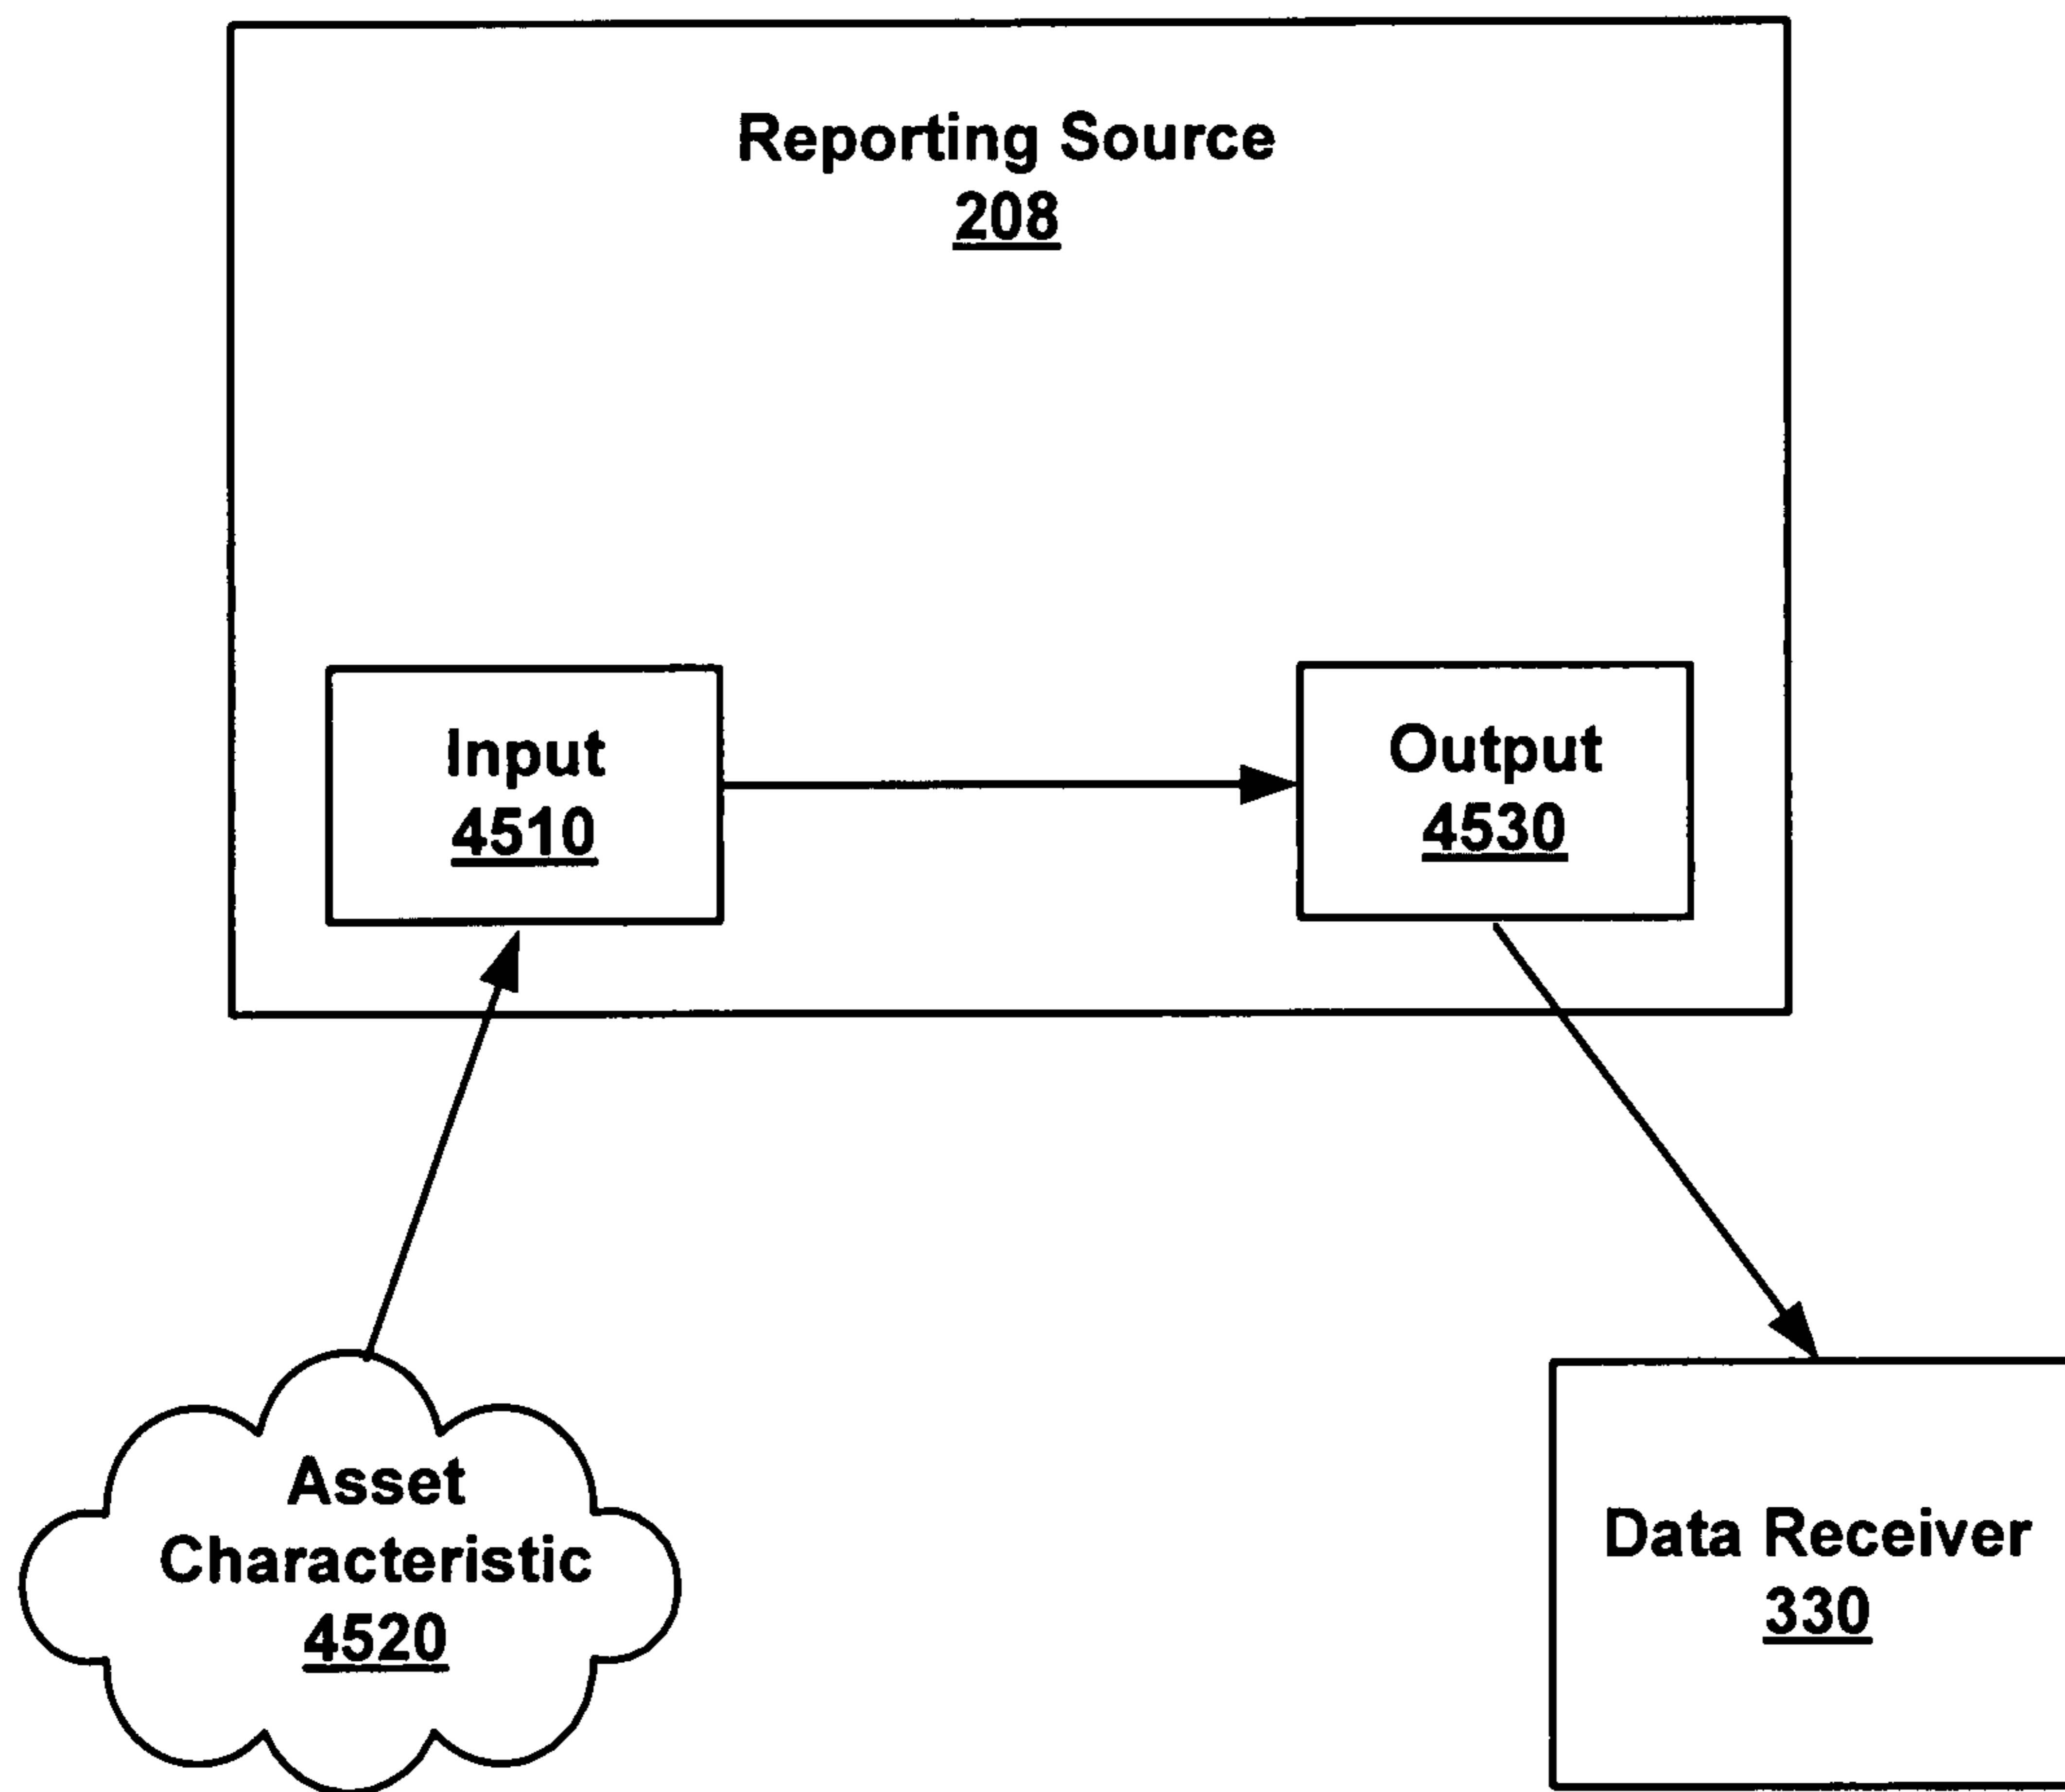 Reporting Source
208
Input
4510
Output
4530
Asset
Characteristic
4520
Data Receiver
330